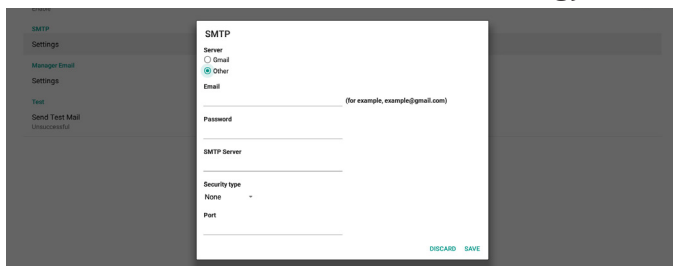 Enable
SMTP
Settings
Manager Email
Settings
Test
Send Test Mail
Unsuccessful
SMTP
Server
Gmail
Other
Email
(for example, example@gmail.com)
Password
SMTP Server
Security type
None
Port
DISCARD SAVE